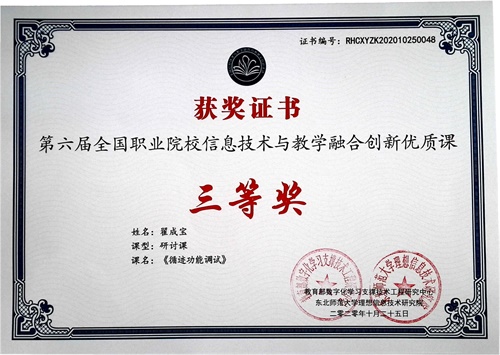 证书编号：RHCXYZK202010250048
获奖证书
第六届全国职业院校信息技术与教学融合创新优质课
三等奖
姓名：翟成宝
课型：研讨课
课名：《循迹功能调试》
教育部数字化学习支撑技术工程研究中心
东北师范大学理想信息技术研究院
二零二零年十月二十五日